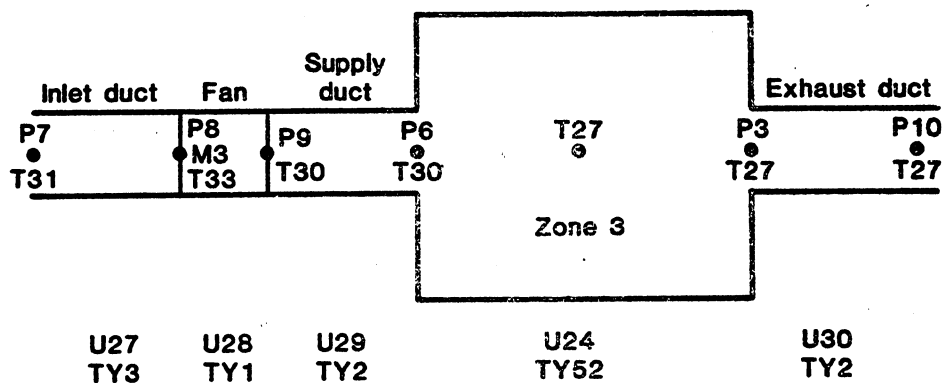 Inlet duct
Fan
Supply
duct
Exhaust duct
P7
T31
P8
M3
T33
P9
T30
P6
T30
T27
P3
T27
P10
T27
Zone 3
U27
TY3
U28
TY1
U29
TY2
U24
TY52
U30
TY2